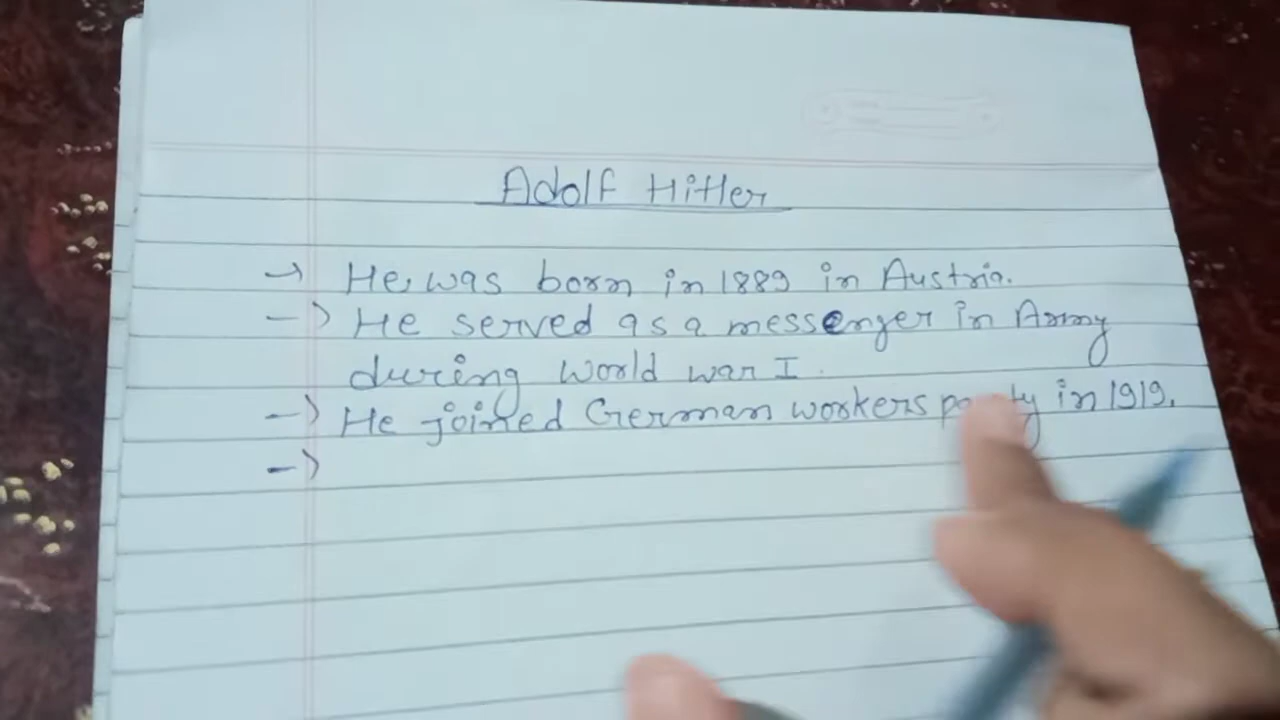 Adolf Hitler
→ He, was born in 1889 in Austria.
→ He served as a messenger in Army
during world war I.
→ He joined German workers party in 1919.
→